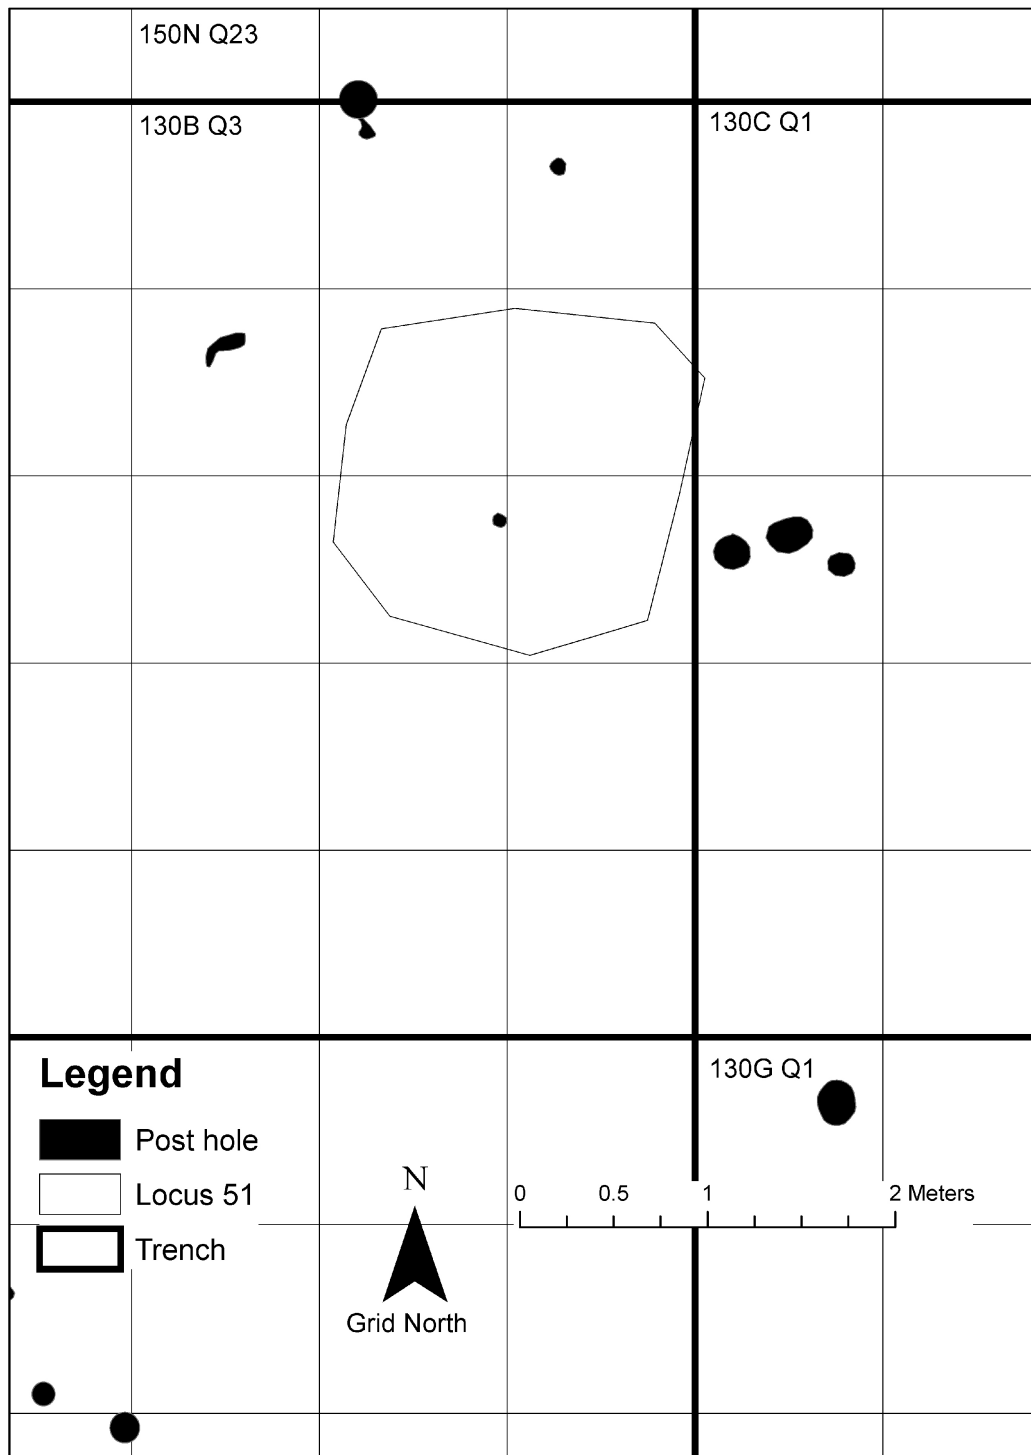 150N Q23
130B Q3
130C Q1
130G Q1
Legend
Post hole
Locus 51
Trench
N
Grid North
0 0.5 1 2 Meters